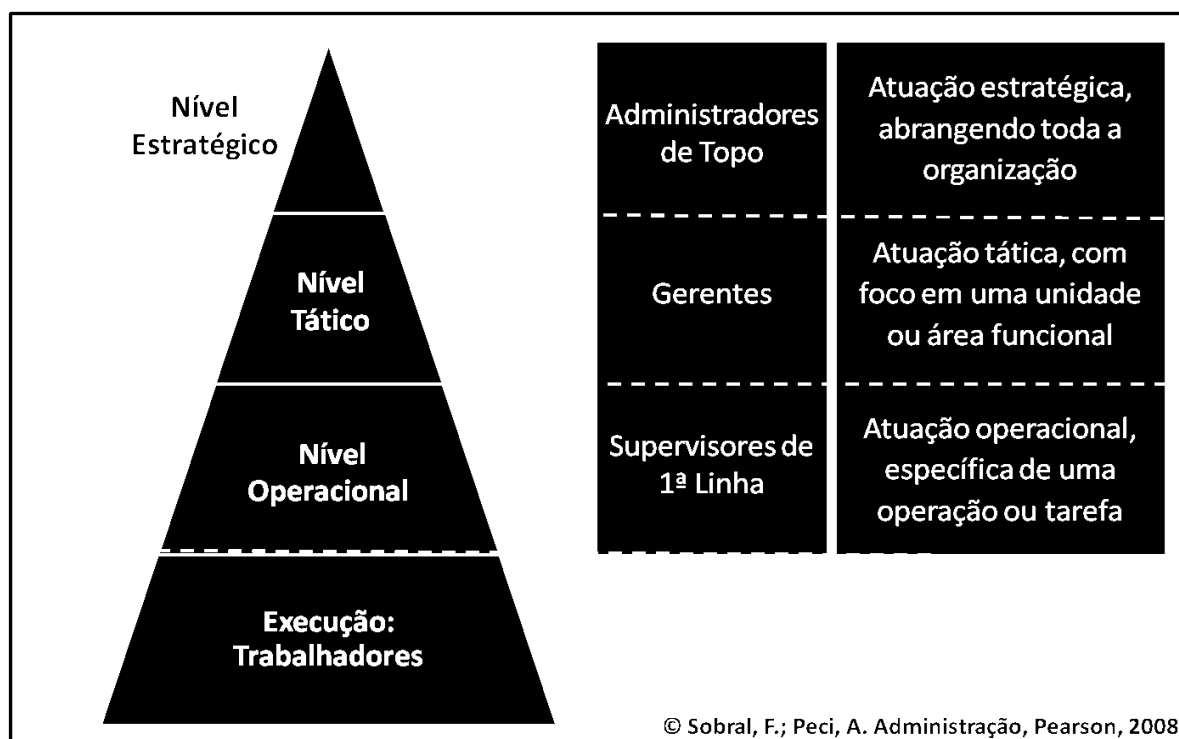 Nível
Estratégico
Nível
Tático
Nível
Operacional
Execução:
Trabalhadores
Administradores
de Topo
Atuação estratégica,
abrangendo toda a
organização
Gerentes
Atuação tática, com
foco em uma unidade
ou área funcional
Supervisores de
1ª Linha
Atuação operacional,
específica de uma
operação ou tarefa
© Sobral, F.; Peci, A. Administração, Pearson, 2008